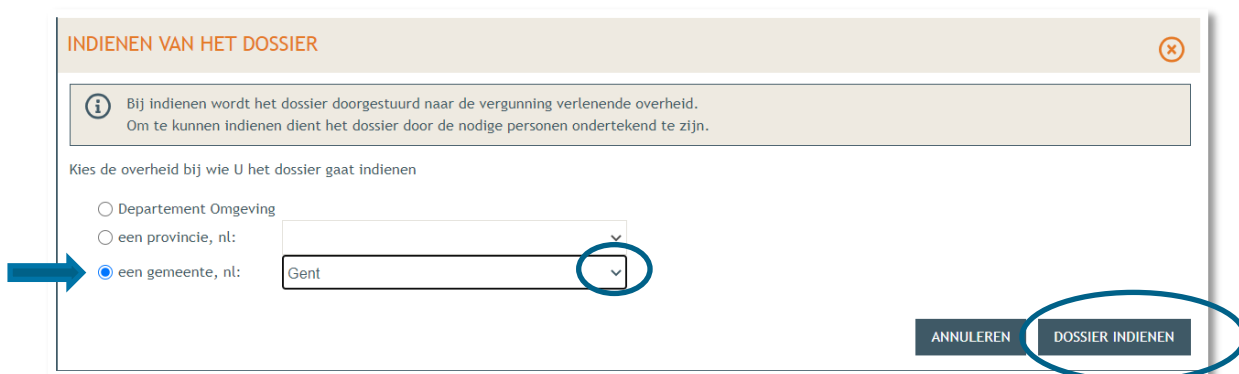 INDIENEN VAN HET DOSSIER
Bij indienen wordt het dossier doorgestuurd naar de vergunning verlenende overheid.
Om te kunnen indienen dient het dossier door de nodige personen ondertekend te zijn.
Kies de overheid bij wie U het dossier gaat indienen
Departement Omgeving
een provincie, nl:
een gemeente, nl: Gent
ANNULEREN DOSSIER INDIENEN